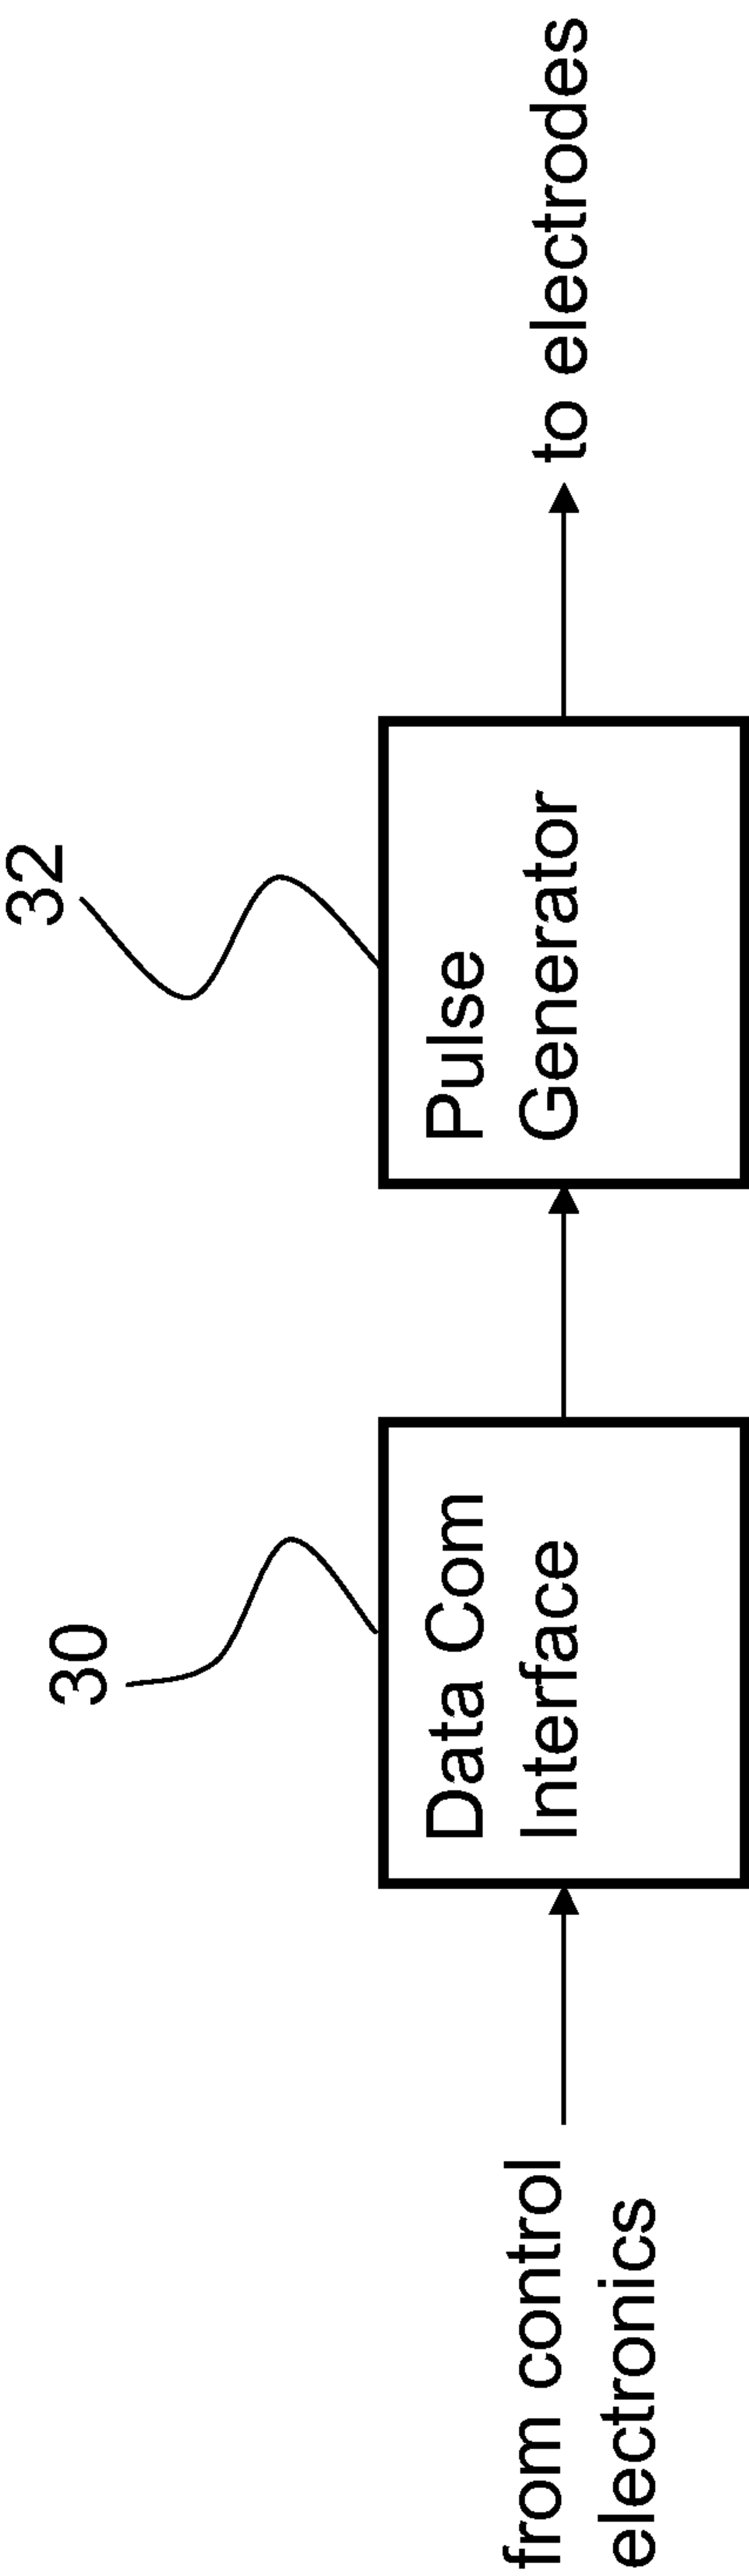 32
30
from control
electronics
Data Com
Interface
Pulse
Generator
to electrodes